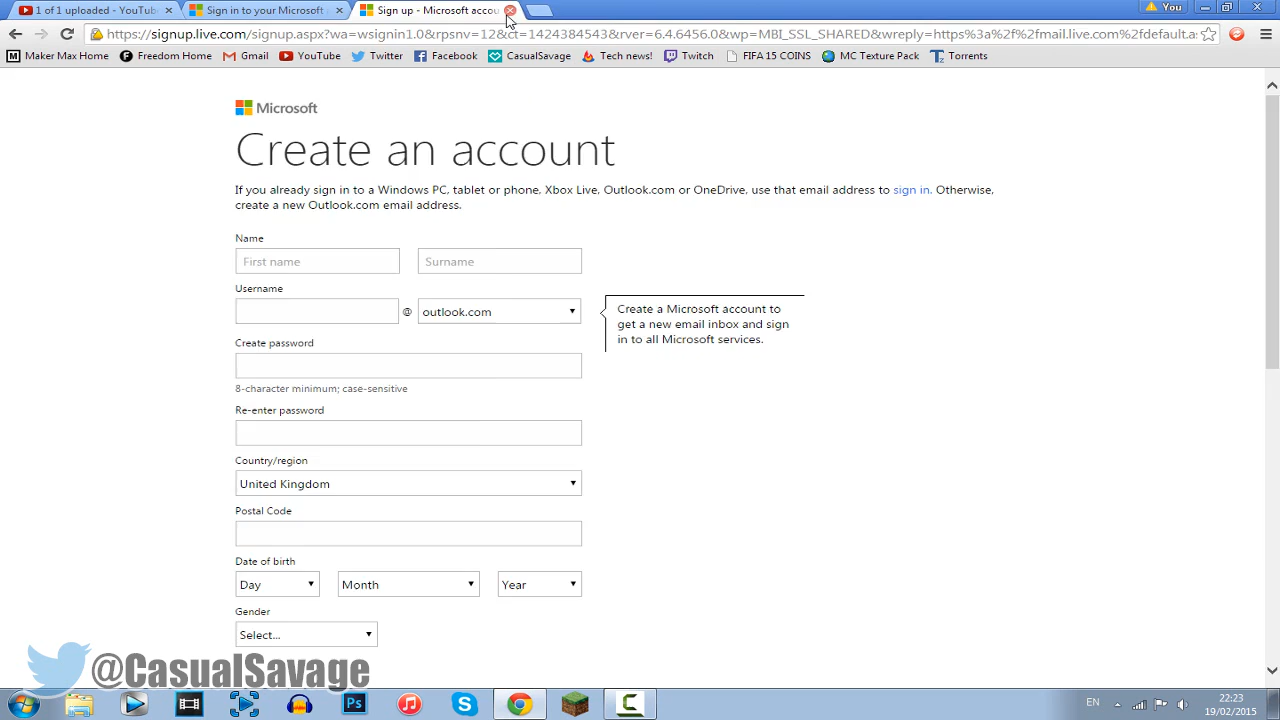 1 of 1 uploaded - YouTub
Sign in to your Microsoft
Sign up - Microsoft accou
You
https://signup.live.com/signup.aspx?wa=wsignin1.0&rpsnv=12&ct=1424384543&rver=6.4.6456.0&wp=MBI_SSL_SHARED&wreply=https%3a%2f%2fmail.live.com%2fdefault.as
Maker Max Home
Freedom Home
Gmail
YouTube
Twitter
Facebook
CasualSavage
Tech news!
Twitch
FIFA 15 COINS
MC Texture Pack
Torrents
Microsoft
Create an account
If you already sign in to a Windows PC, tablet or phone, Xbox Live, Outlook.com or OneDrive, use that email address to sign in. Otherwise,
create a new Outlook.com email address.
Name
First name
Surname
Username
@ outlook.com
Create a Microsoft account to
get a new email inbox and sign
in to all Microsoft services.
Create password
8-character minimum; case-sensitive
Re-enter password
Country/region
United Kingdom
Postal Code
Date of birth
Day
Month
Year
Gender
Select...
@CasualSavage
Ps
EN
22:23
19/02/2015